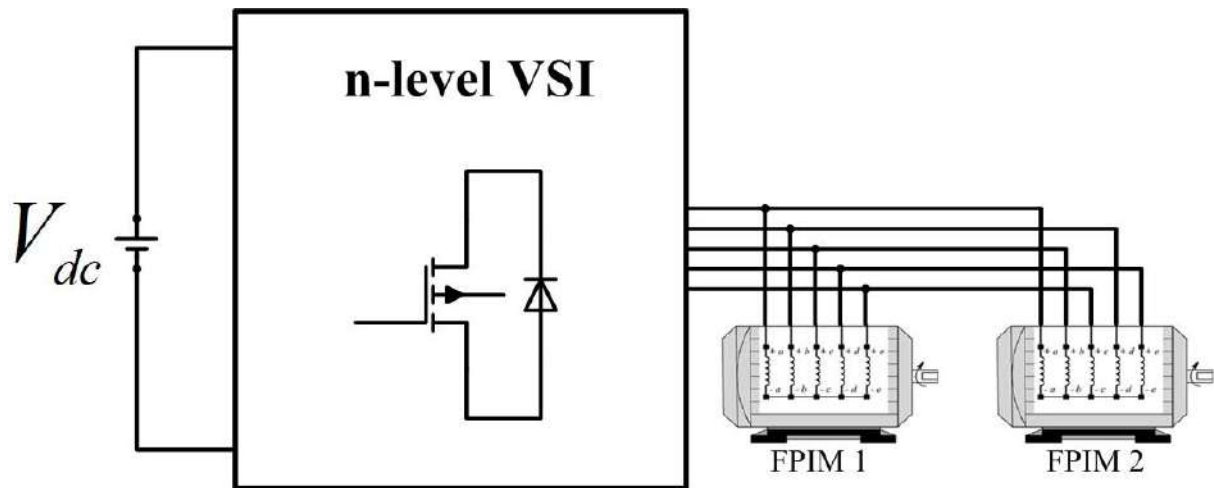 n-level VSI
V dc
+a +b +c +d +e
-a -b -c -d -e
+a +b +c +d +e
-a -b -c -d -e
FPIM 1
FPIM 2